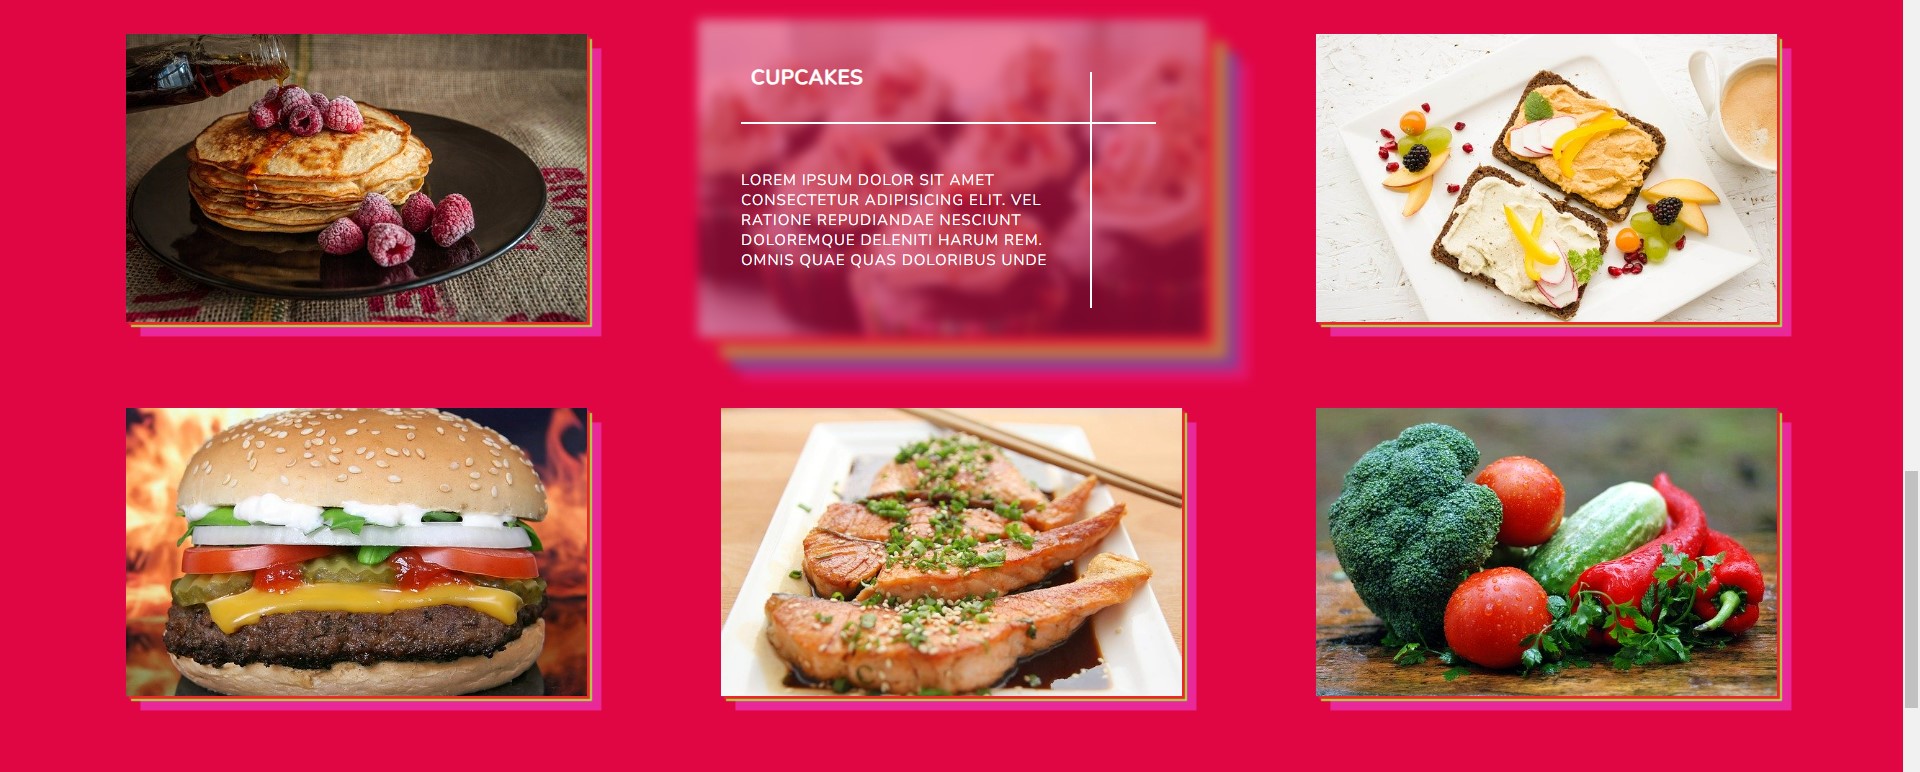 CUPCAKES
LOREM IPSUM DOLOR SIT AMET
CONSECTETUR ADIPISICING ELIT. VEL
RATIONE REPUDIANDAE NESCIUNT
DOLOREMQUE DELENITI HARUM REM.
OMNIS QUAE QUAS DOLORIBUS UNDE